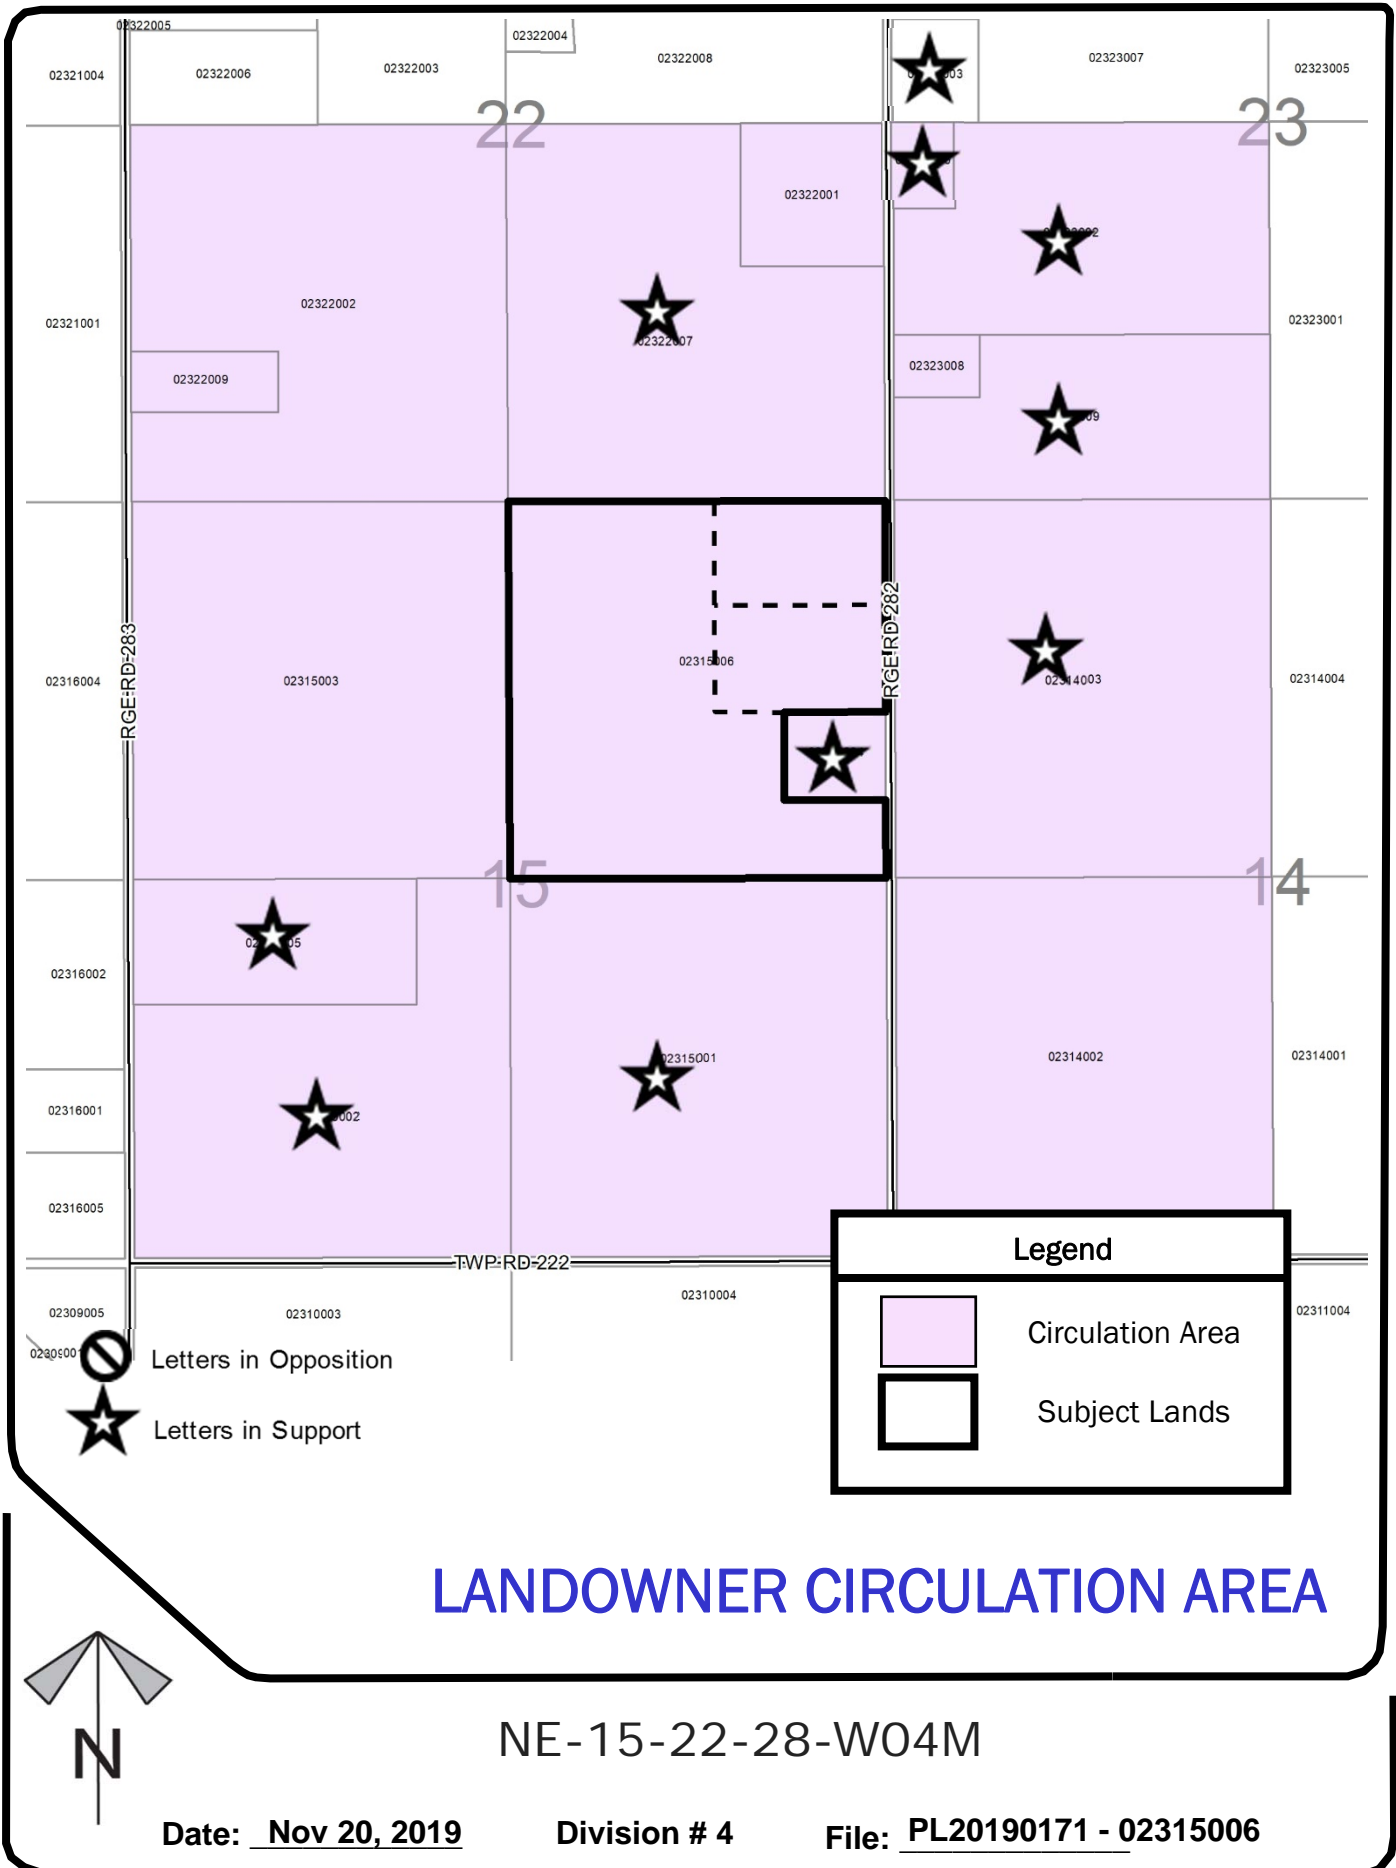 02322005
02321004
02322006
02322003
02322004
02322008
02323007
02323005
22
23
02322001
02322002
02321001
02322009
02322007
02323001
02323008
02316004
RGE RD 283
02315003
02315006
RGE RD 282
02314003
02314004
15
14
02316002
02315001
02314002
02314001
02316001
02316005
TWP RD 222
02309005
02310003
02310004
02311004
Letters in Opposition
Letters in Support
Legend
Circulation Area
Subject Lands
LANDOWNER CIRCULATION AREA
N
NE-15-22-28-W04M
Date: Nov 20, 2019 Division # 4 File: PL20190171 - 02315006